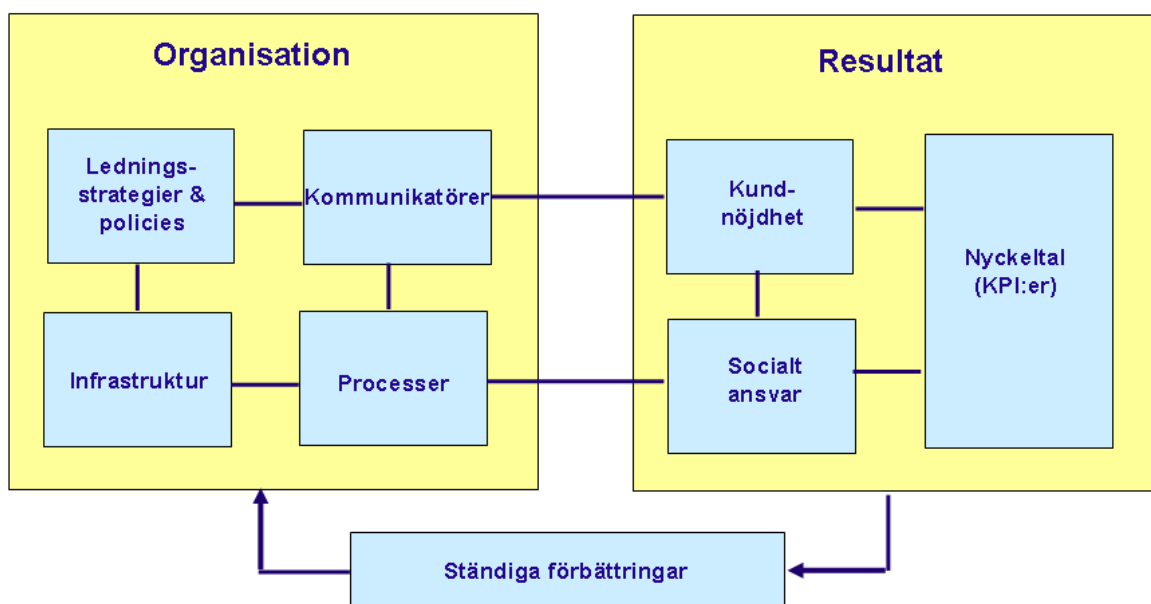 Organisation
Lednings-
strategier &
policies
Kommunikatörer
Infrastruktur
Processer
Resultat
Kund-
nöjdhet
Socialt
ansvar
Nyckeltal
(KPI:er)
Ständiga förbättringar